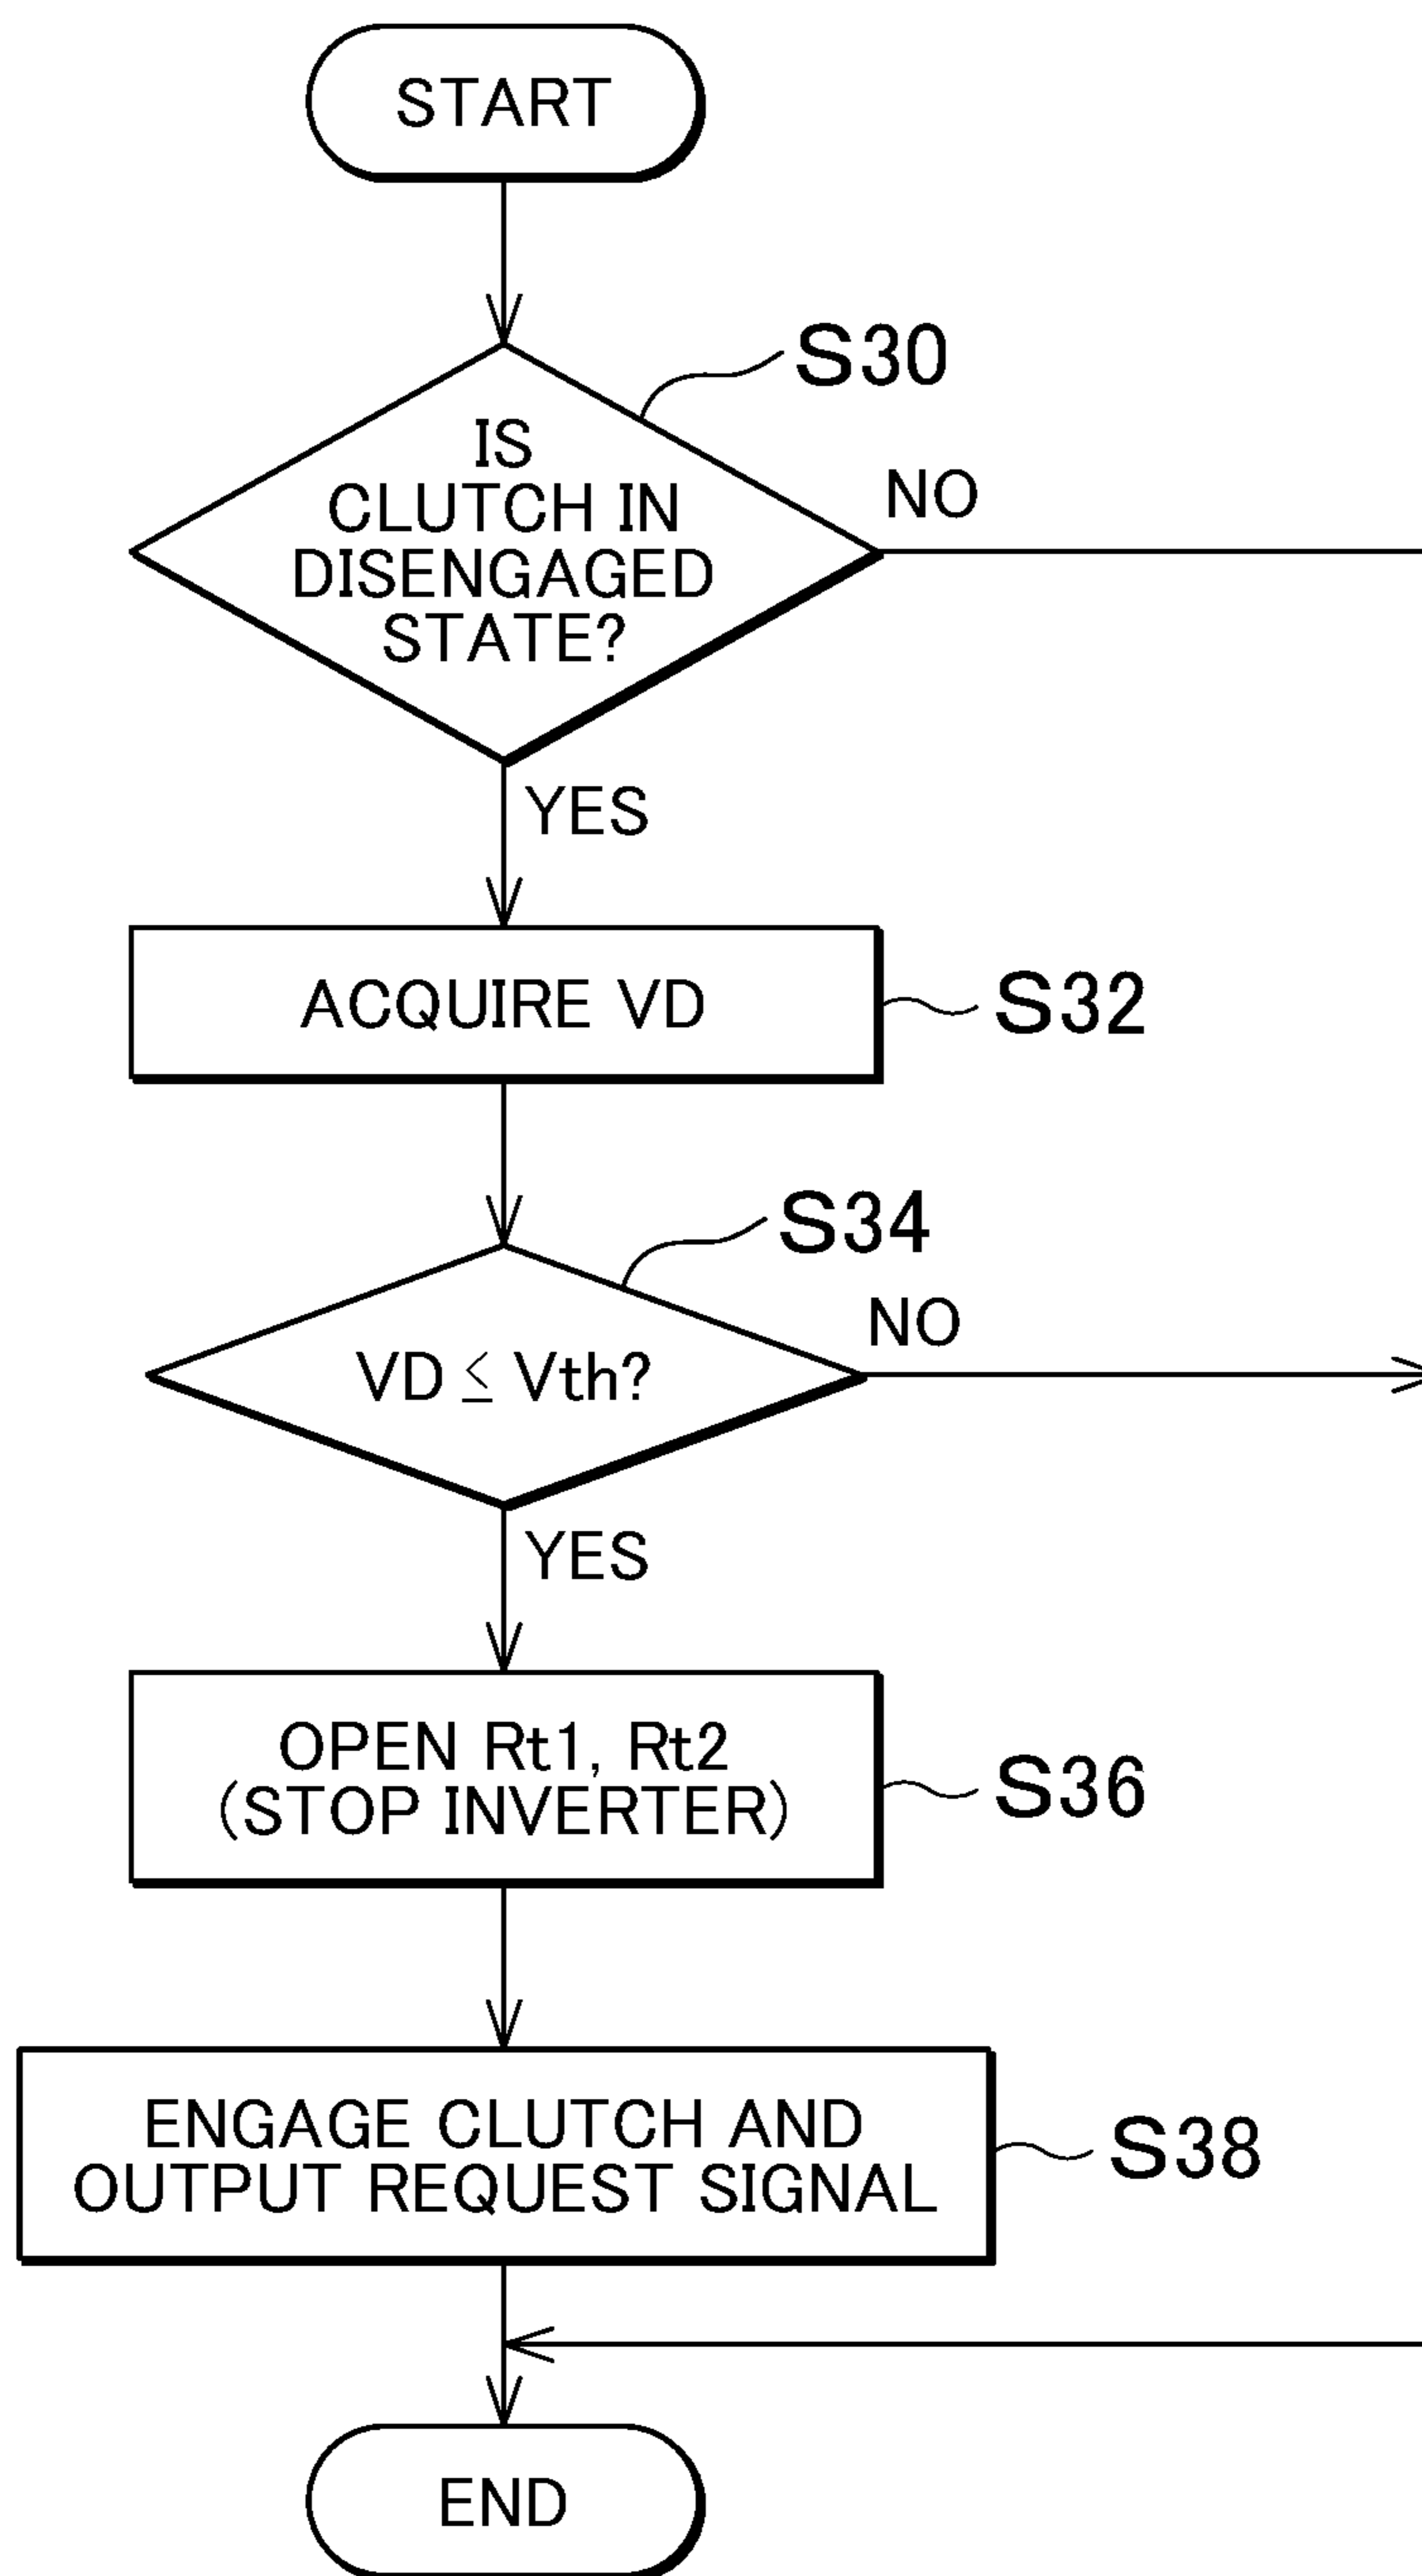 START
S30
IS
CLUTCH IN
DISENGAGED
STATE?
NO
YES
ACQUIRE VD
S32
S34
VD ≤ Vth?
NO
YES
OPEN Rt1, Rt2
(STOP INVERTER)
S36
ENGAGE CLUTCH AND
OUTPUT REQUEST SIGNAL
S38
END